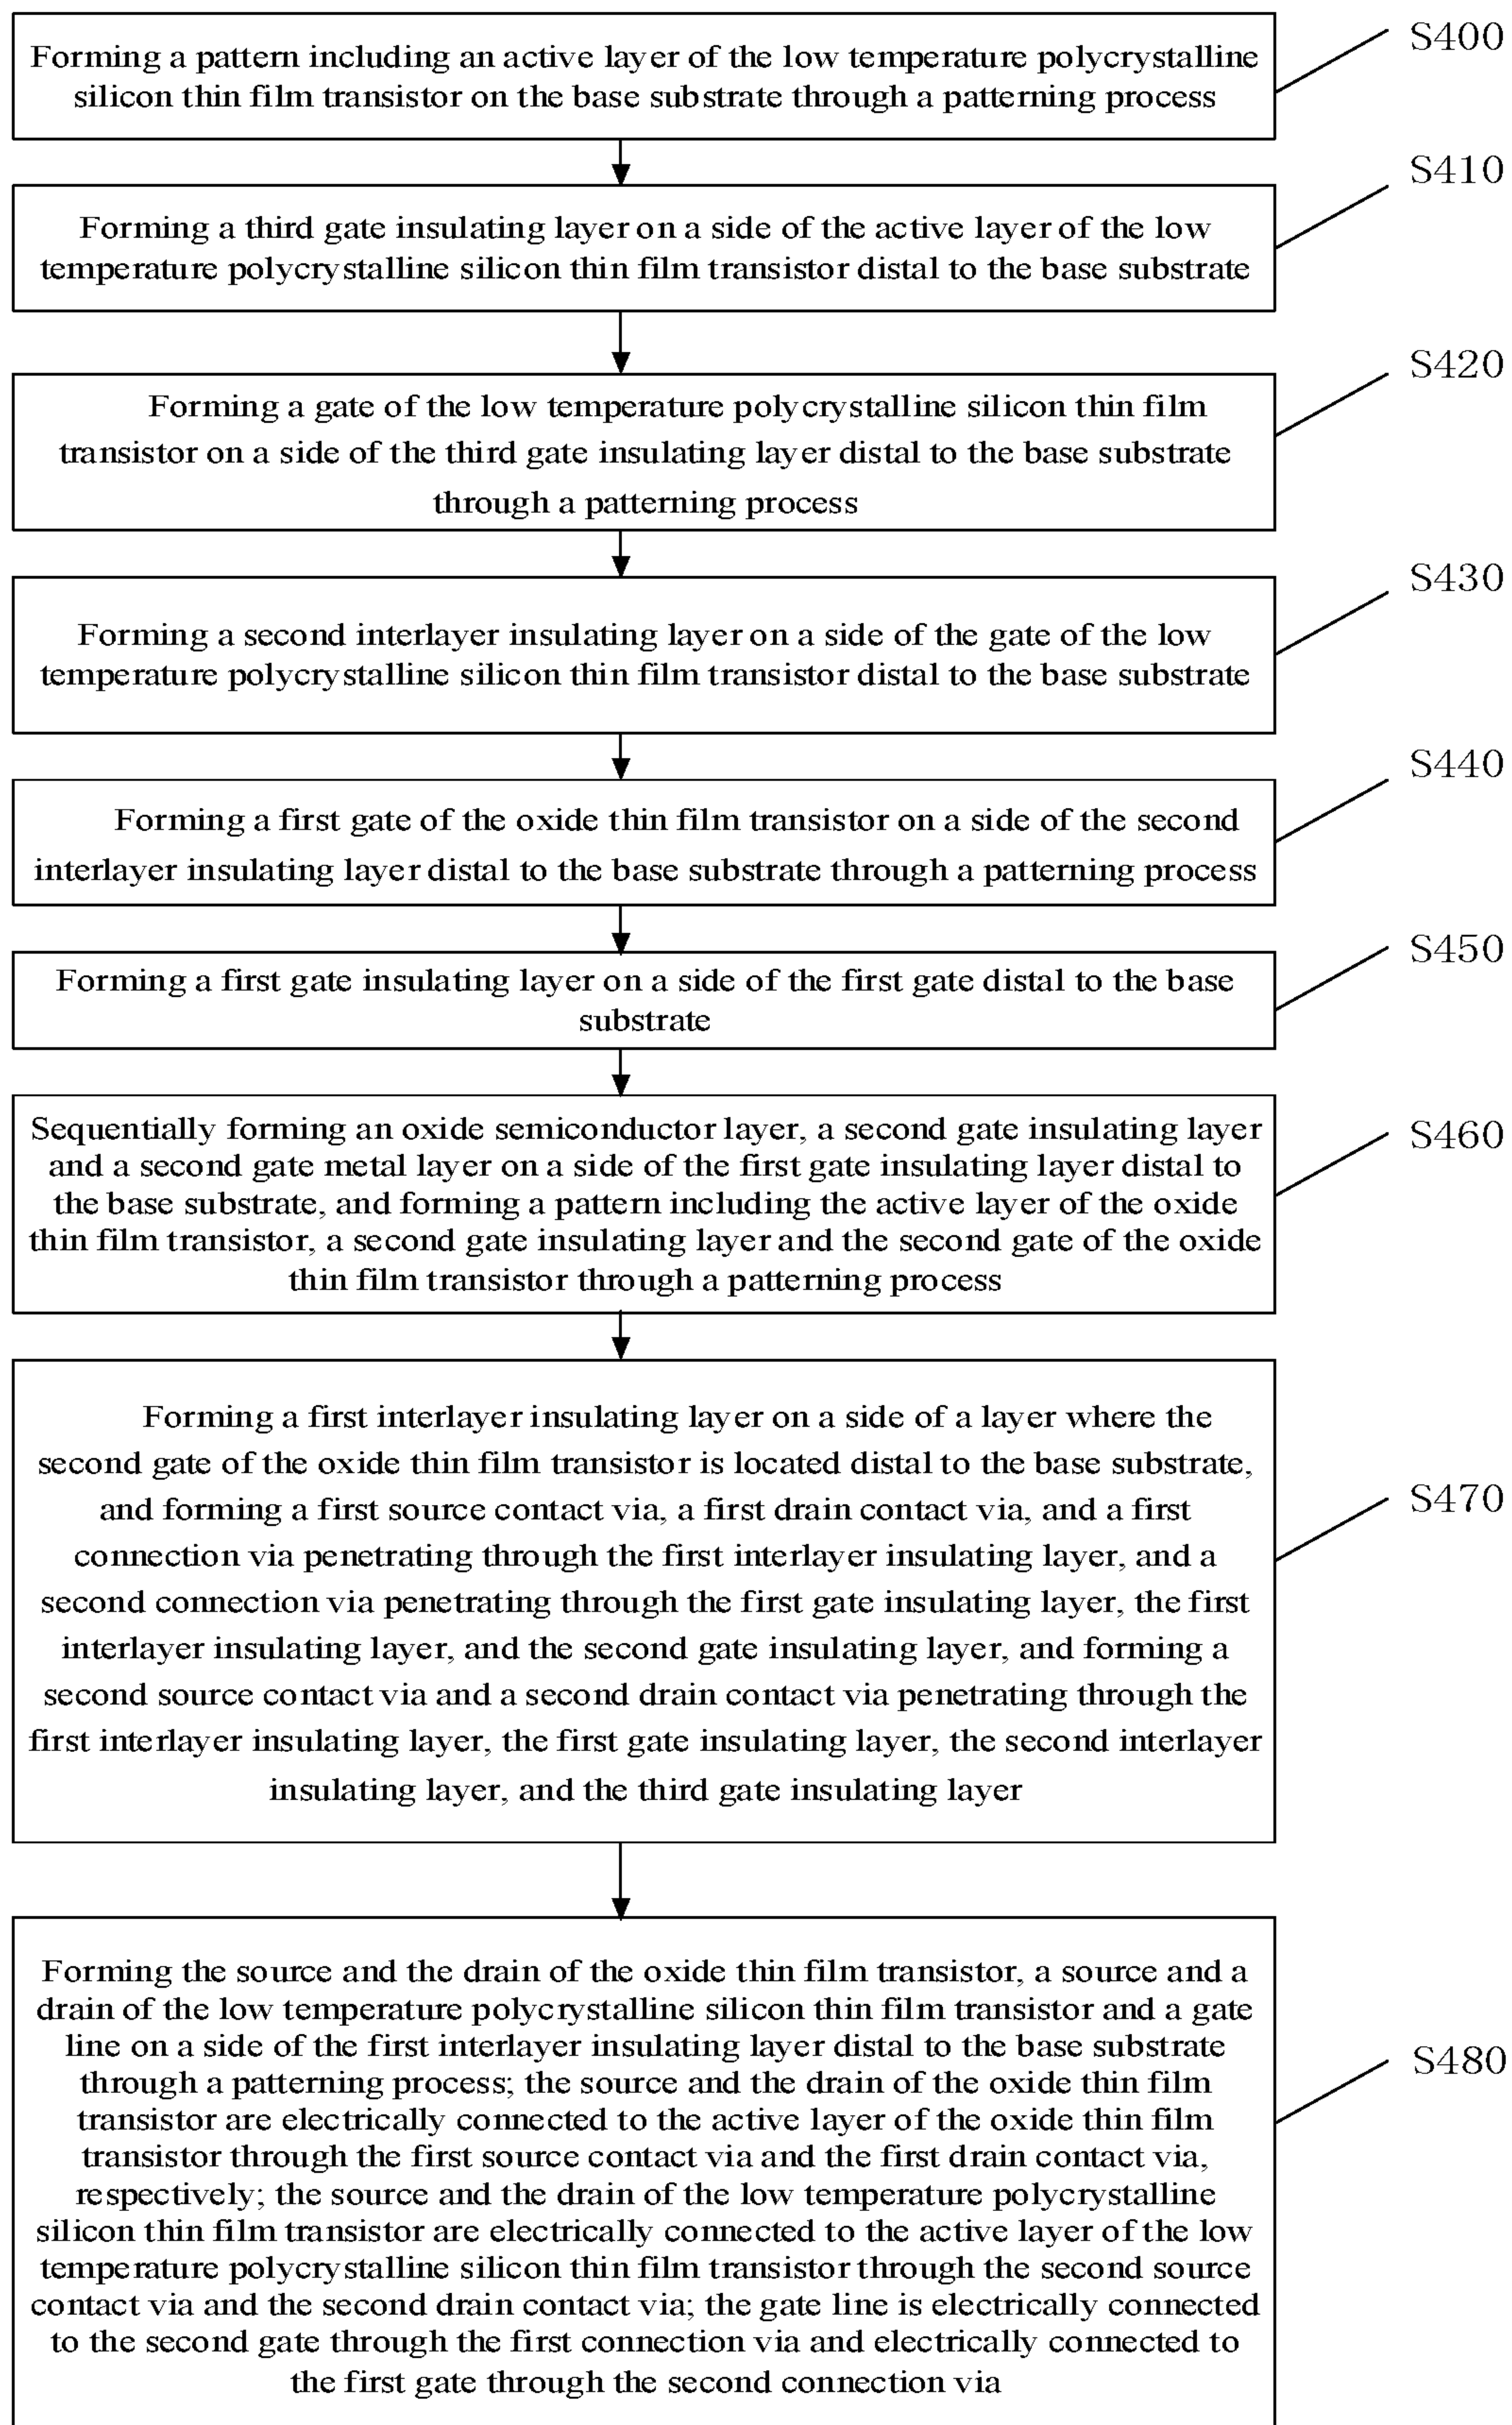 Forming a pattern including an active layer of the low temperature polycrystalline
silicon thin film transistor on the base substrate through a patterning process
S400
Forming a third gate insulating layer on a side of the active layer of the low
temperature polycrystalline silicon thin film transistor distal to the base substrate
S410
Forming a gate of the low temperature polycrystalline silicon thin film
transistor on a side of the third gate insulating layer distal to the base substrate
through a patterning process
S420
Forming a second interlayer insulating layer on a side of the gate of the low
temperature polycrystalline silicon thin film transistor distal to the base substrate
S430
Forming a first gate of the oxide thin film transistor on a side of the second
interlayer insulating layer distal to the base substrate through a patterning process
S440
Forming a first gate insulating layer on a side of the first gate distal to the base
substrate
S450
Sequentially forming an oxide semiconductor layer, a second gate insulating layer
and a second gate metal layer on a side of the first gate insulating layer distal to
the base substrate, and forming a pattern including the active layer of the oxide
thin film transistor, a second gate insulating layer and the second gate of the oxide
thin film transistor through a patterning process
S460
Forming a first interlayer insulating layer on a side of a layer where the
second gate of the oxide thin film transistor is located distal to the base substrate,
and forming a first source contact via, a first drain contact via, and a first
connection via penetrating through the first interlayer insulating layer, and a
second connection via penetrating through the first gate insulating layer, the first
interlayer insulating layer, and the second gate insulating layer, and forming a
second source contact via and a second drain contact via penetrating through the
first interlayer insulating layer, the first gate insulating layer, the second interlayer
insulating layer, and the third gate insulating layer
S470
Forming the source and the drain of the oxide thin film transistor, a source and a
drain of the low temperature polycrystalline silicon thin film transistor and a gate
line on a side of the first interlayer insulating layer distal to the base substrate
through a patterning process; the source and the drain of the oxide thin film
transistor are electrically connected to the active layer of the oxide thin film
transistor through the first source contact via and the first drain contact via,
respectively; the source and the drain of the low temperature polycrystalline
silicon thin film transistor are electrically connected to the active layer of the low
temperature polycrystalline silicon thin film transistor through the second source
contact via and the second drain contact via; the gate line is electrically connected
to the second gate through the first connection via and electrically connected to
the first gate through the second connection via
S480